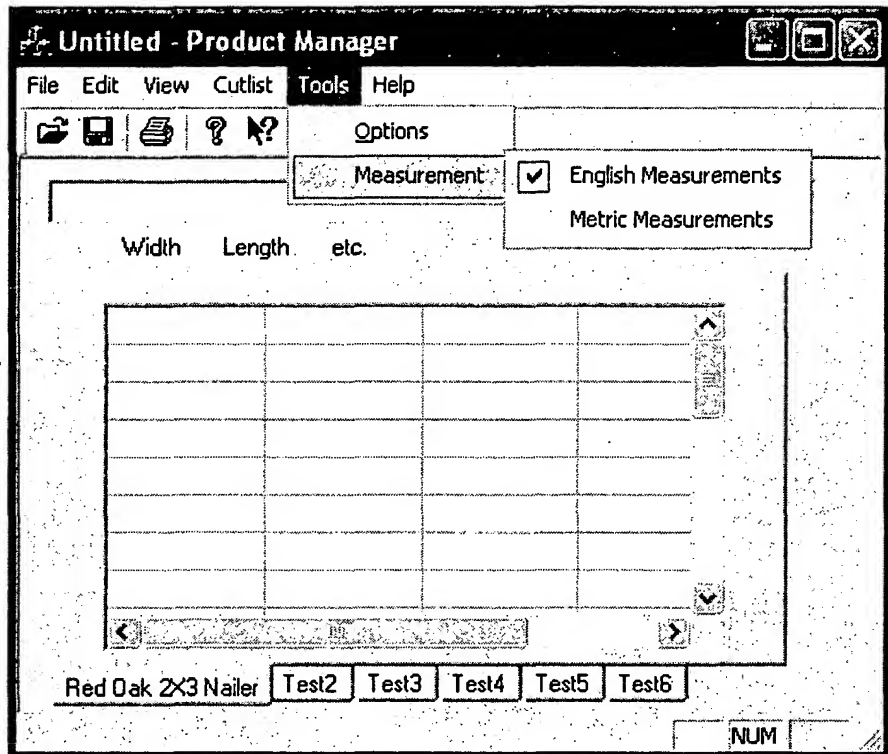 Untitled - Product Manager
File Edit View Cutlist Tools Help
Options
Measurement
English Measurements
Metric Measurements
Width Length etc.
Red Oak 2X3 Nailer Test2 Test3 Test4 Test5 Test6
NUM